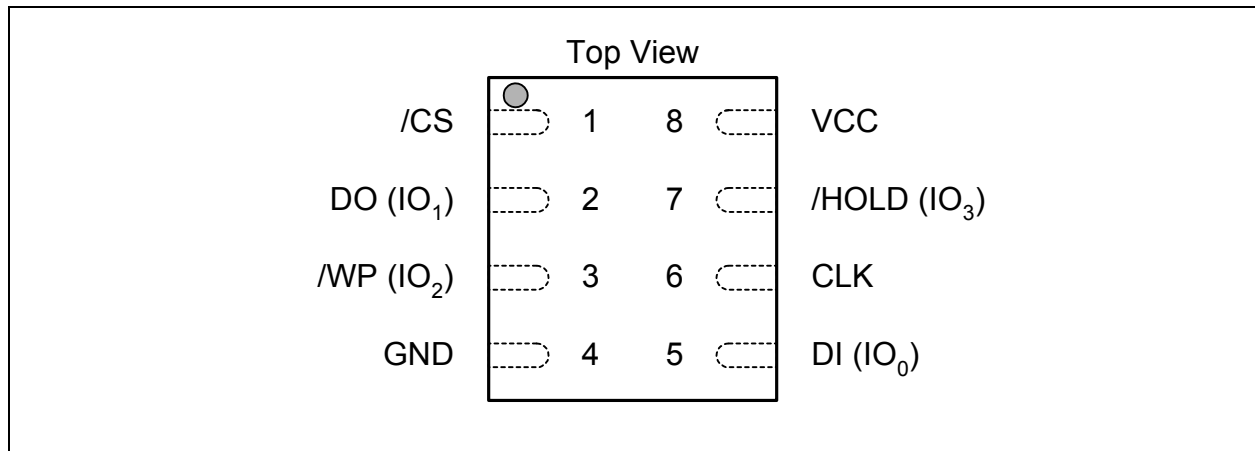 Top View
/CS 1 8 VCC
DO (IO₁) 2 7 /HOLD (IO₃)
/WP (IO₂) 3 6 CLK
GND 4 5 DI (IO₀)